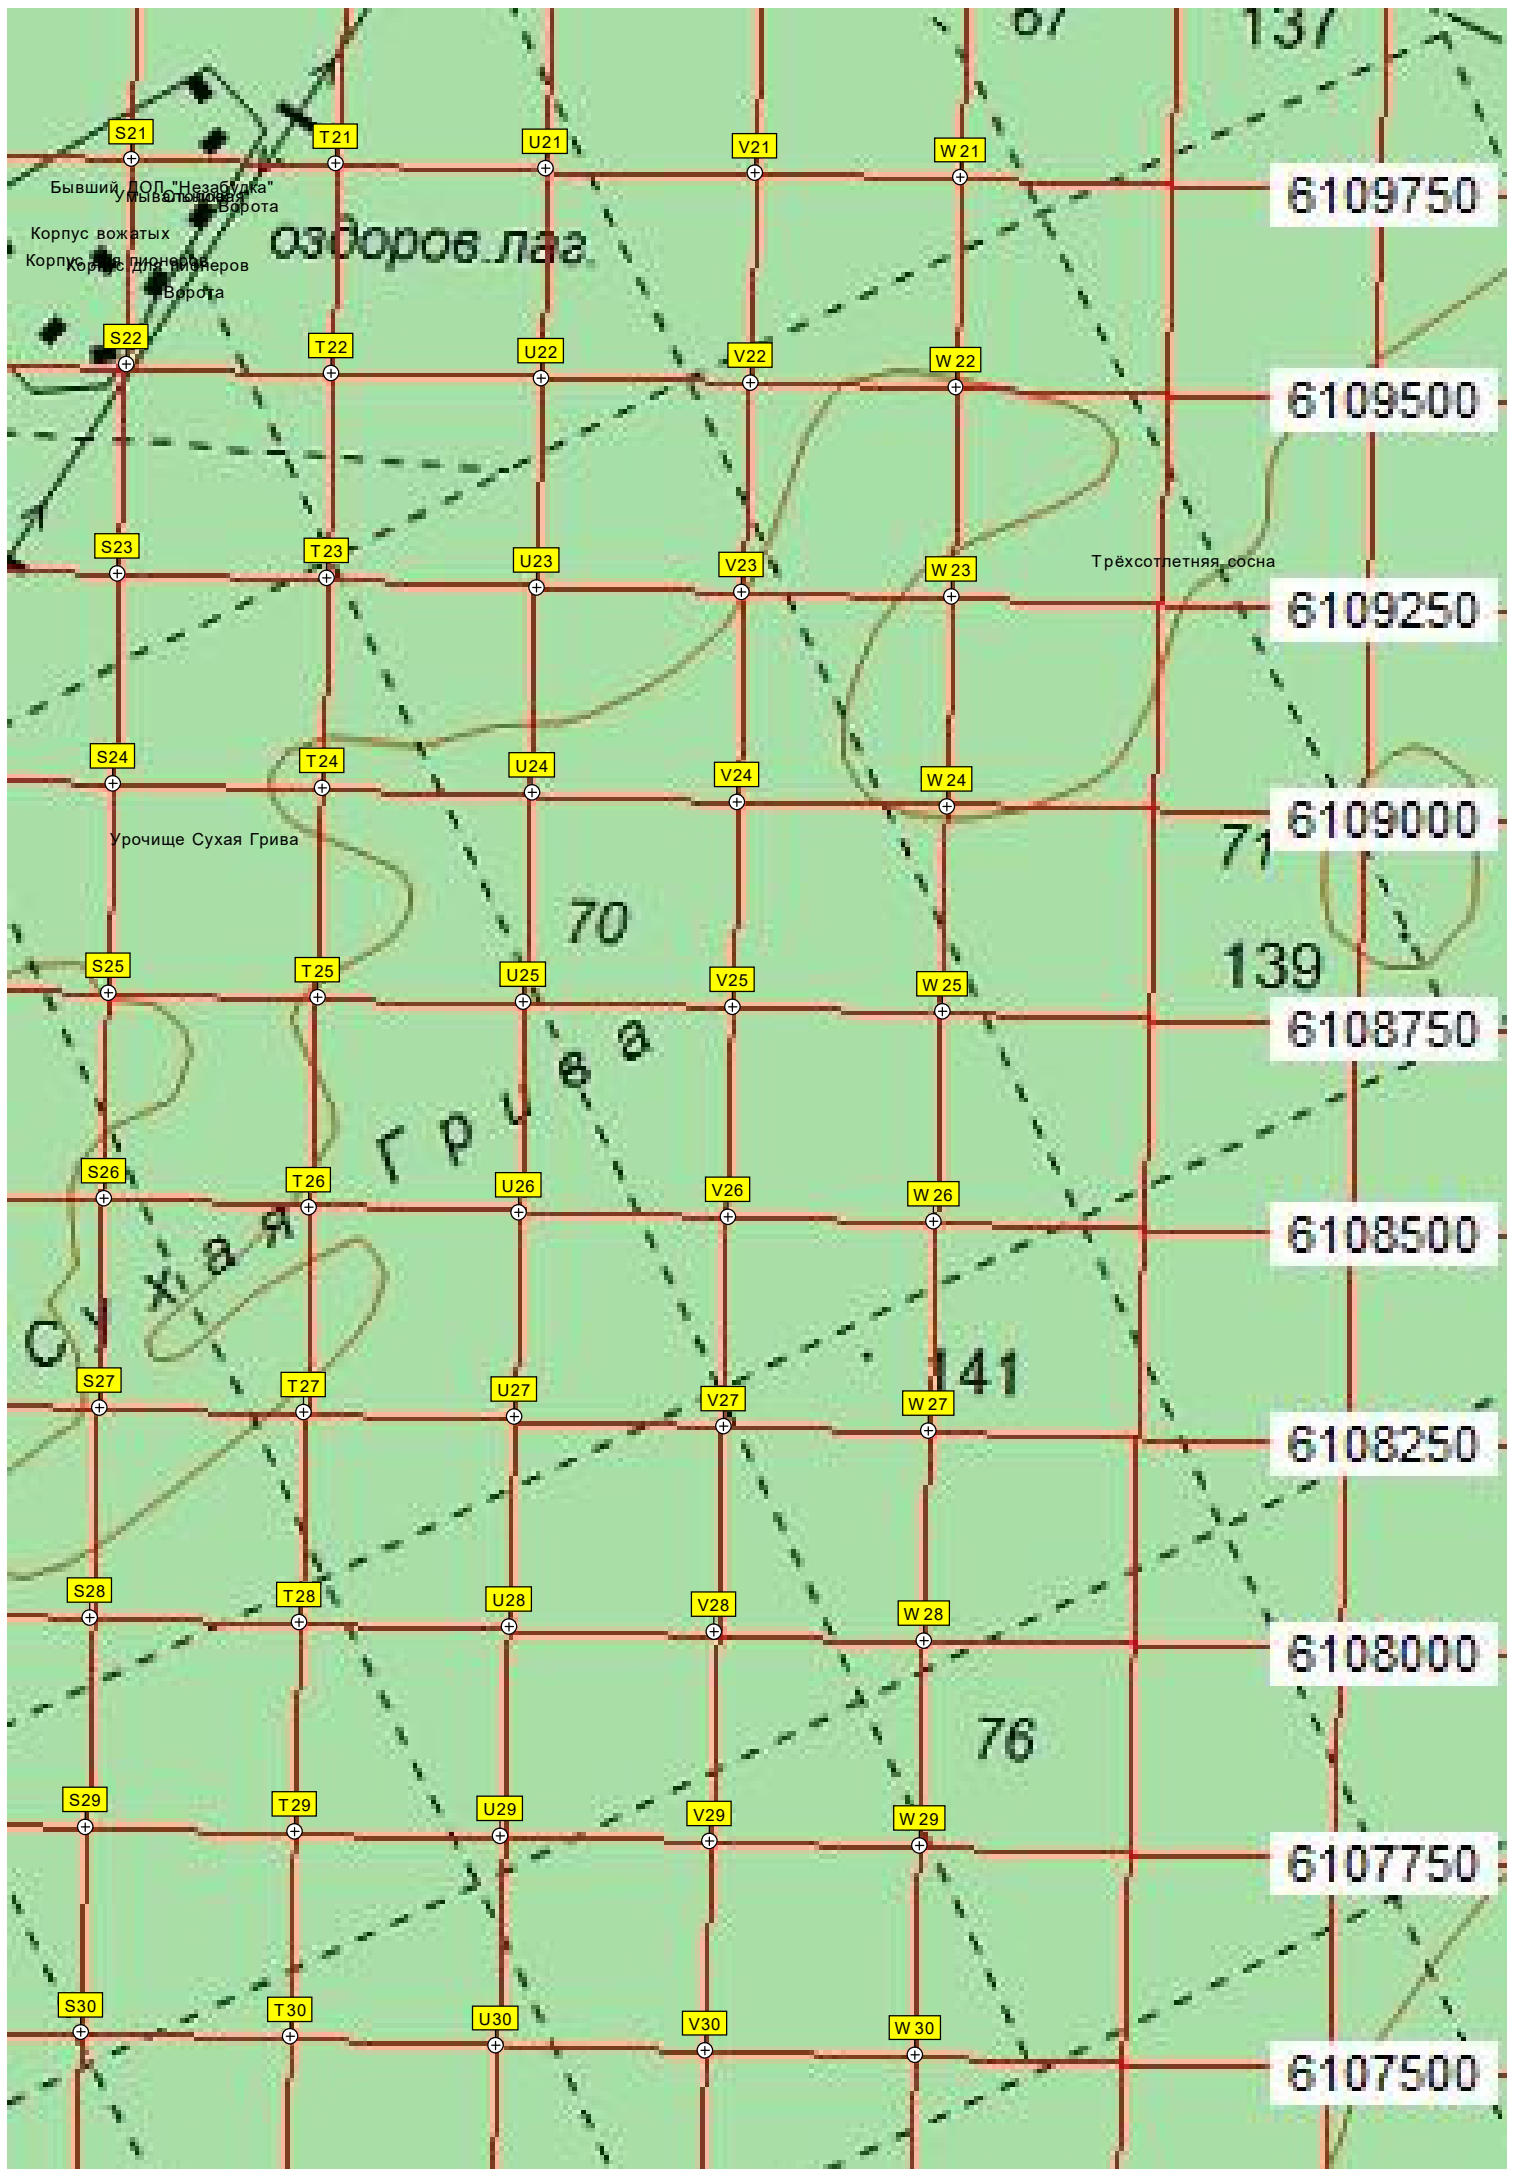 67
137
S21 T21 U21 V21 W21
Бывший ДОЛ "Незабудка"
Ворота
6109750
Корпус вожатых
оздоров.лаг.
Корпус для пионеров
Корпус для пионеров
Ворота
S22 T22 U22 V22 W22
6109500
S23 T23 U23 V23 W23
Трёхсотлетняя сосна
6109250
S24 T24 U24 V24 W24
6109000
Урочище Сухая Грива
71
70
139
S25 T25 U25 V25 W25
6108750
Сухая Грива
S26 T26 U26 V26 W26
6108500
141
S27 T27 U27 V27 W27
6108250
S28 T28 U28 V28 W28
6108000
76
S29 T29 U29 V29 W29
6107750
S30 T30 U30 V30 W30
6107500